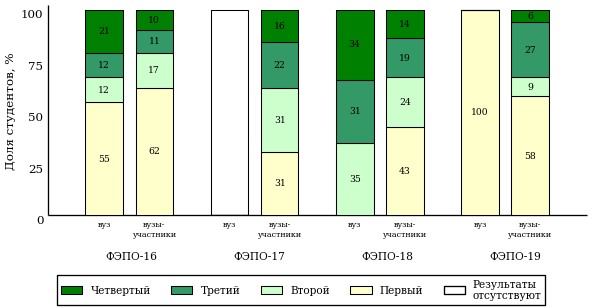 Доля студентов, %
100
75
50
25
0
21
12
12
55
10
11
17
62
16
22
31
31
34
31
35
14
19
24
43
100
6
27
9
58
вуз
вузы-
участники
вуз
вузы-
участники
вуз
вузы-
участники
вуз
вузы-
участники
ФЭПО-16
ФЭПО-17
ФЭПО-18
ФЭПО-19
Четвертый
Третий
Второй
Первый
Результаты
отсутствуют